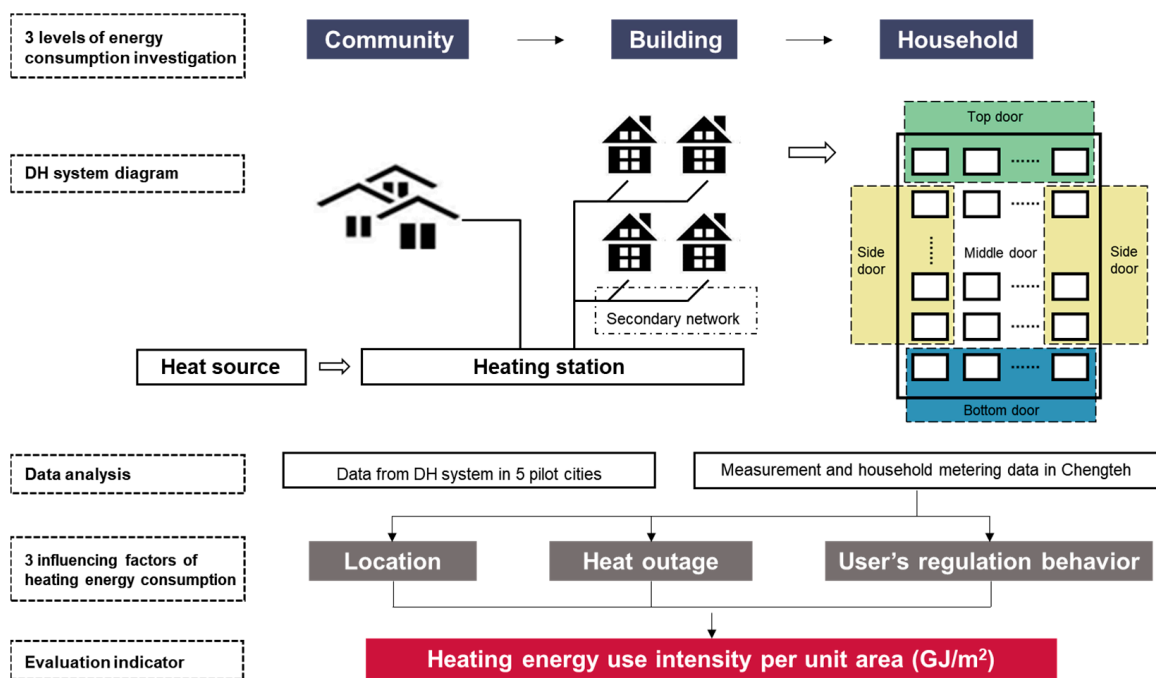 3 levels of energy
consumption investigation
Community
Building
Household
DH system diagram
Top door
Side
door
Middle door
Side
door
Bottom door
Secondary network
Heat source
Heating station
Data analysis
Data from DH system in 5 pilot cities
Measurement and household metering data in Chengteh
3 influencing factors of
heating energy consumption
Location
Heat outage
User's regulation behavior
Evaluation indicator
Heating energy use intensity per unit area (GJ/m²)